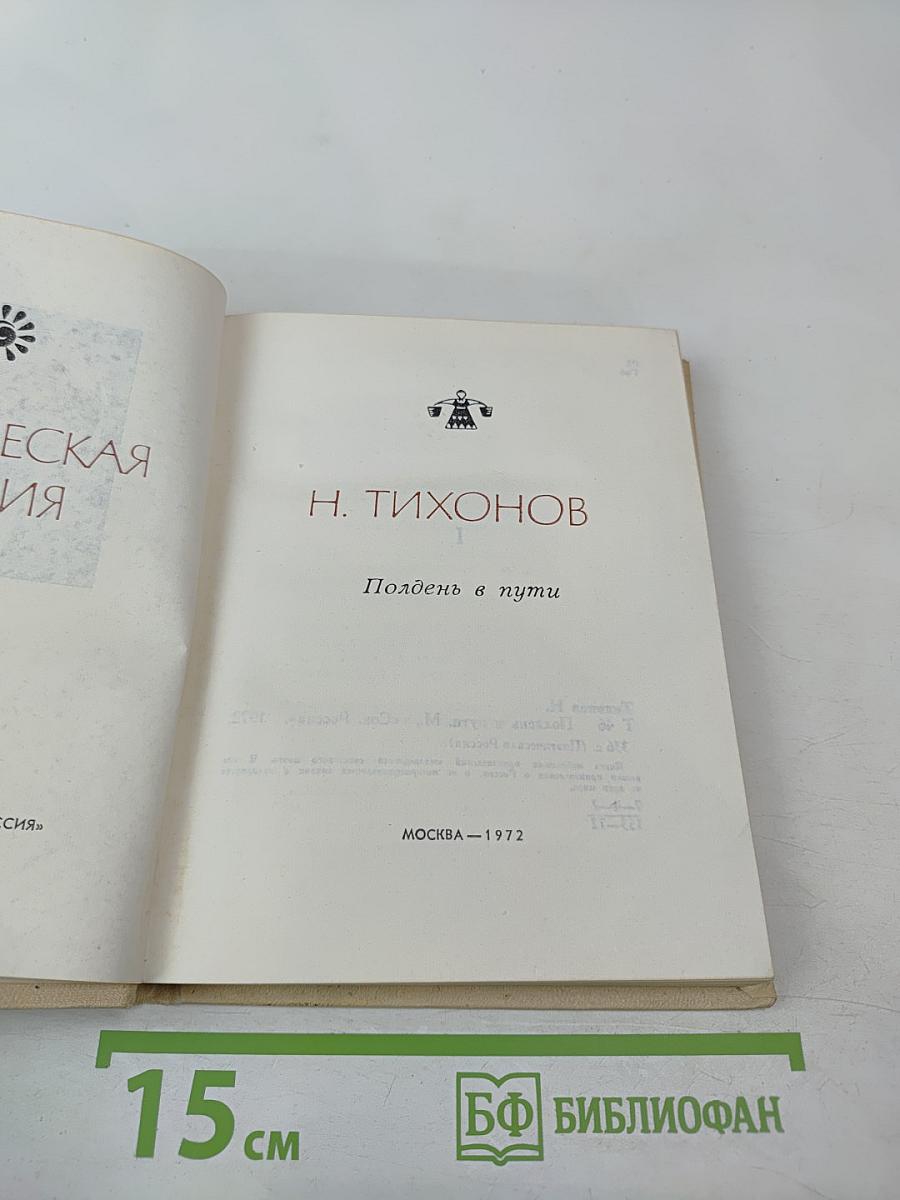 ЕСКАЯ
ИЯ
ССИЯ»
Н. ТИХОНОВ
Полдень в пути
МОСКВА—1972
15 см
БФ БИБЛИОФАН